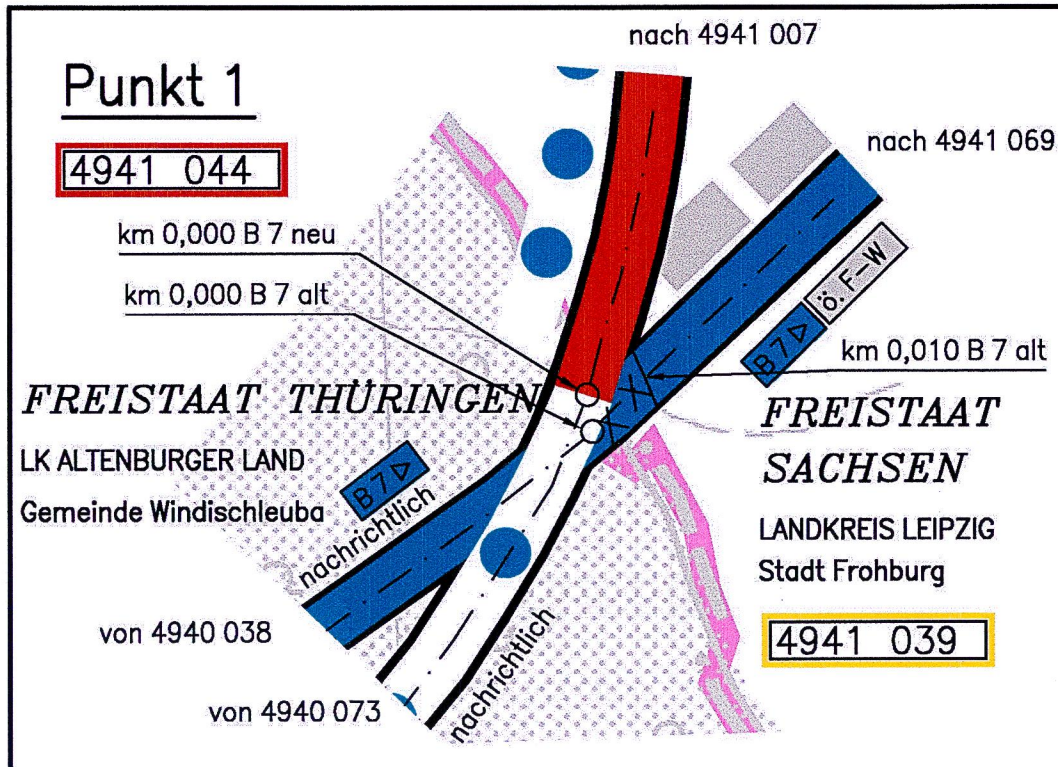 nach 4941 007
Punkt 1
nach 4941 069
4941 044
km 0,000 B 7 neu
km 0,000 B 7 alt
ö. F-W
B 7
km 0,010 B 7 alt
FREISTAAT THÜRINGEN
FREISTAAT
SACHSEN
LK ALTENBURGER LAND
B 7
Gemeinde Windischleuba
nachrichtlich
LANDKREIS LEIPZIG
Stadt Frohburg
von 4940 038
4941 039
nachrichtlich
von 4940 073